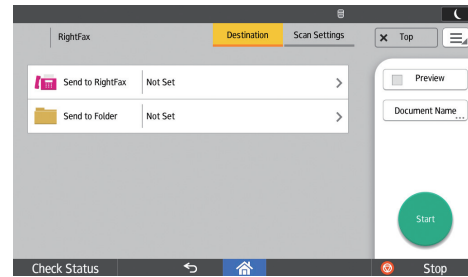 RightFax
Destination
Scan Settings
Top
Send to RightFax
Not Set
Send to Folder
Not Set
Preview
Document Name...
Start
Check Status
Stop